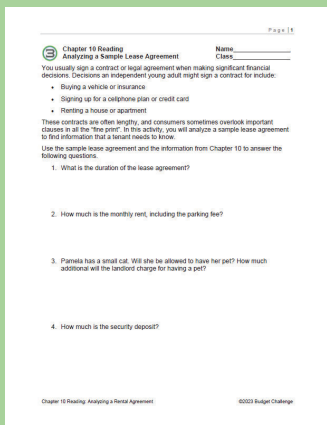 Page | 1
3
Chapter 10 Reading Name
Analyzing a Sample Lease Agreement Class
You usually sign a contract or legal agreement when making significant financial
decisions. Decisions an independent young adult might sign a contract for include:
• Buying a vehicle or insurance
• Signing up for a cellphone plan or credit card
• Renting a house or apartment
These contracts are often lengthy, and consumers sometimes overlook important
clauses in all the "fine print". In this activity, you will analyze a sample lease agreement
to find information that a tenant needs to know.
Use the sample lease agreement and the information from Chapter 10 to answer the
following questions.
1. What is the duration of the lease agreement?
2. How much is the monthly rent, including the parking fee?
3. Pamela has a small cat. Will she be allowed to have her pet? How much
additional will the landlord charge for having a pet?
4. How much is the security deposit?
Chapter 10 Reading: Analyzing a Rental Agreement ©2023 Budget Challenge